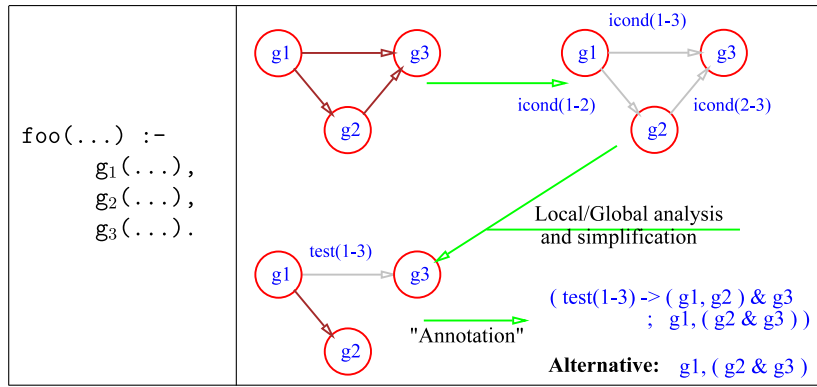 foo(...) :-
g1(...),
g2(...),
g3(...).
g1
g3
g2
icond(1-3)
g1
g3
icond(1-2)
icond(2-3)
g2
Local/Global analysis
and simplification
test(1-3)
g1
g3
g2
"Annotation"
( test(1-3) -> ( g1, g2 ) & g3
; g1, ( g2 & g3 ) )
Alternative: g1, ( g2 & g3 )